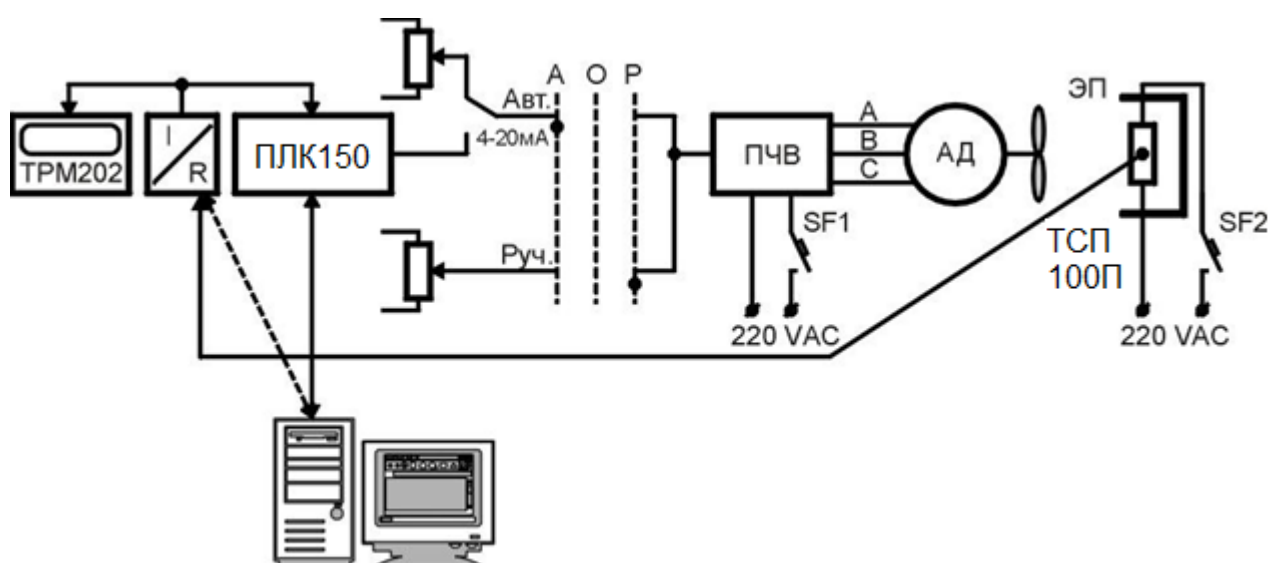 А О Р
Авт.
4-20мА
ТРМ202
I
R
ПЛК150
ПЧВ
А
В
С
АД
ЭП
Руч.
SF1
ТСП
100П
SF2
220 VAC
220 VAC